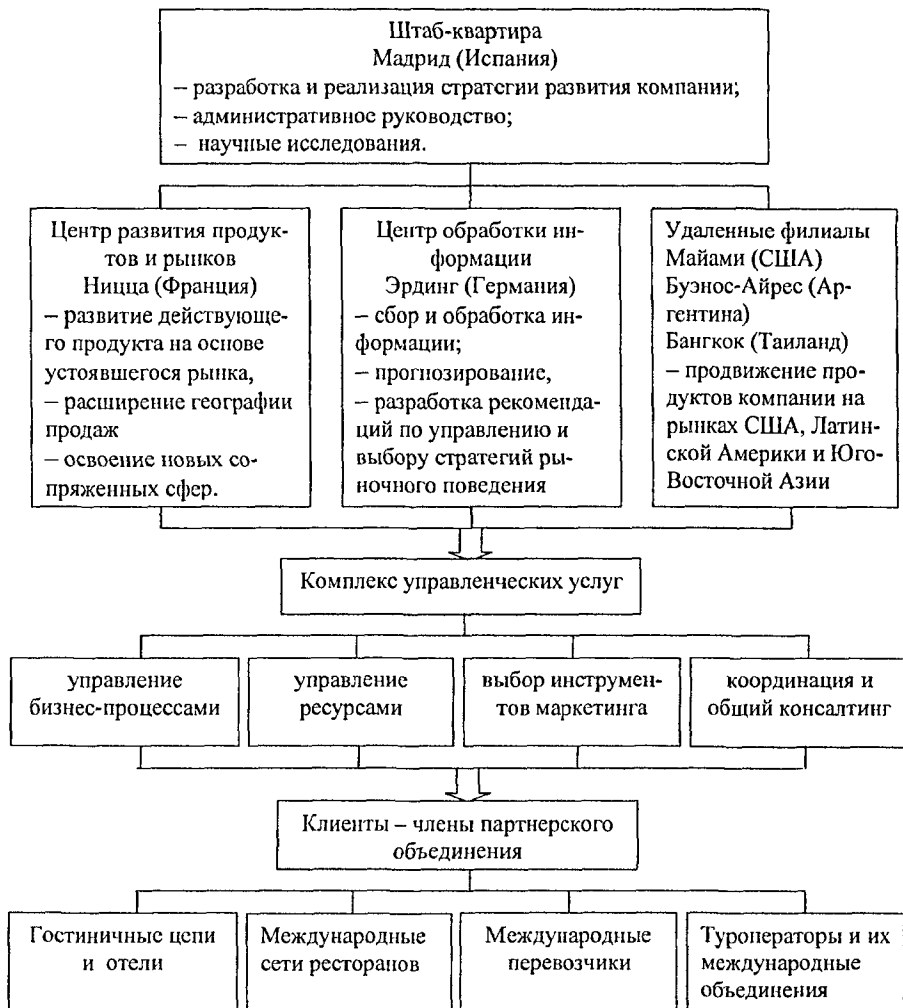 Штаб-квартира
Мадрид (Испания)
– разработка и реализация стратегии развития компании;
– административное руководство;
– научные исследования.
Центр развития продук-
тов и рынков
Ницца (Франция)
– развитие действующе-
го продукта на основе
устоявшегося рынка,
– расширение географии
продаж
– освоение новых со-
пряженных сфер.
Центр обработки ин-
формации
Эрдинг (Германия)
– сбор и обработка ин-
формации;
– прогнозирование,
– разработка рекоменда-
ций по управлению и
выбору стратегий ры-
ночного поведения
Удаленные филиалы
Майами (США)
Буэнос-Айрес (Ар-
гентина)
Бангкок (Таиланд)
– продвижение про-
дуктов компании на
рынках США, Латин-
ской Америки и Юго-
Восточной Азии
Комплекс управленческих услуг
управление
бизнес-процессами
управление
ресурсами
выбор инструмен-
тов маркетинга
координация и
общий консалтинг
Клиенты – члены партнерского
объединения
Гостиничные цепи
и отели
Международные
сети ресторанов
Международные
перевозчики
Туроператоры и их
международные
объединения